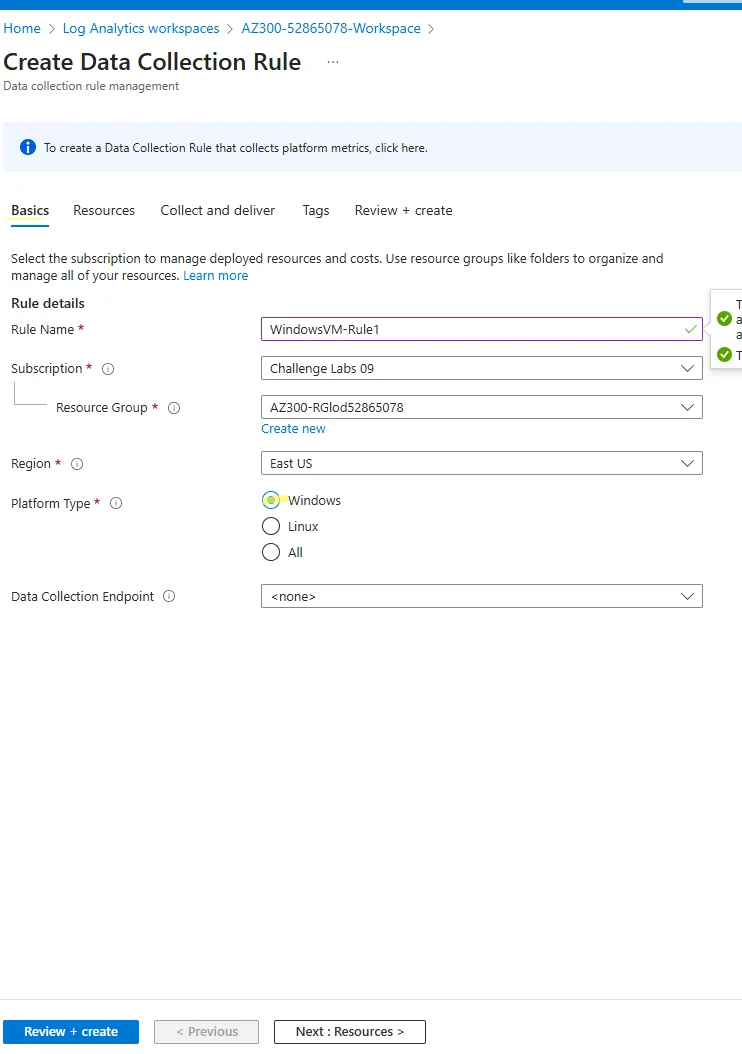 Home > Log Analytics workspaces > AZ300-52865078-Workspace >
Create Data Collection Rule ...
Data collection rule management
To create a Data Collection Rule that collects platform metrics, click here.
Basics Resources Collect and deliver Tags Review + create
Select the subscription to manage deployed resources and costs. Use resource groups like folders to organize and
manage all of your resources. Learn more
Rule details
Rule Name * WindowsVM-Rule1
Subscription * Challenge Labs 09
Resource Group * AZ300-RGlod52865078
Create new
Region * East US
Platform Type * Windows
Linux
All
Data Collection Endpoint <none>
Review + create < Previous Next : Resources >